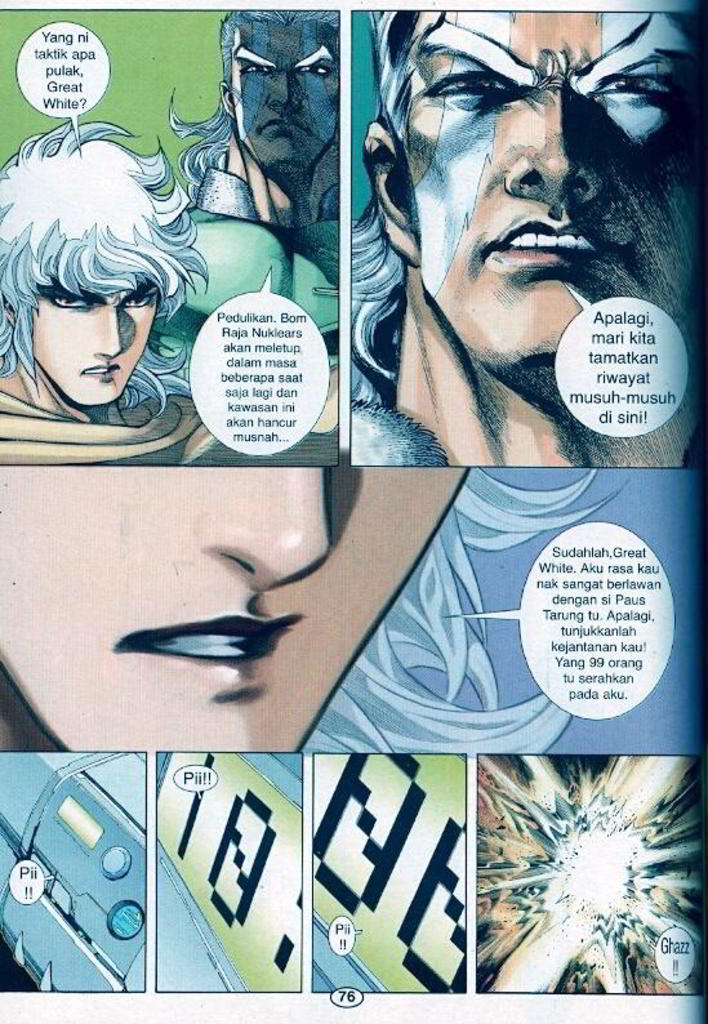 Yang ni
taktik apa
pulak,
Great
White?
Pedulikan. Bom
Raja Nuklears
akan meletup
dalam masa
beberapa saat
saja lagi dan
kawasan ini
akan hancur
musnah...
Apalagi,
mari kita
tamatkan
riwayat
musuh-musuh
di sini!
Sudahlah,Great
White. Aku rasa kau
nak sangat berlawan
dengan si Paus
Tarung tu. Apalagi,
tunjukkanlah
kejantanan kau!
Yang 99 orang
tu serahkan
pada aku.
Pii
!!
Pii!!
Pii
!!
Ghazz
!!
76